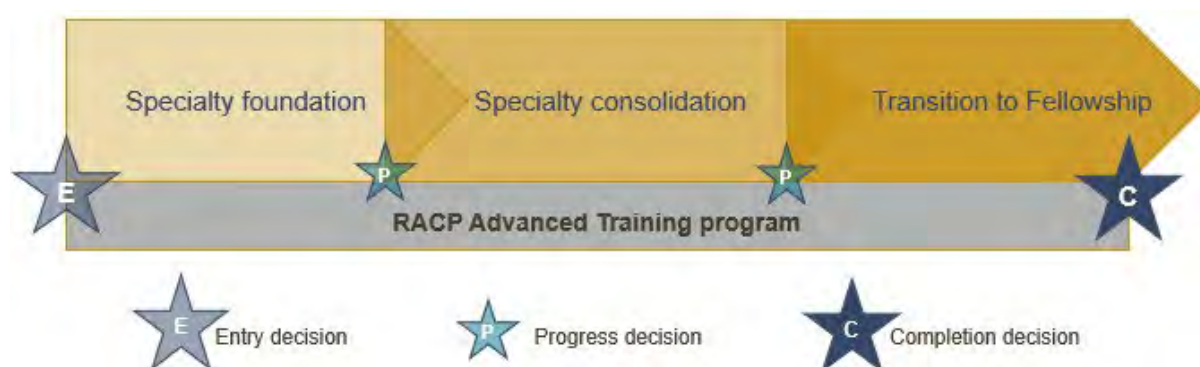 Specialty foundation
Specialty consolidation
Transition to Fellowship
E
P
P
C
RACP Advanced Training program
E Entry decision
P Progress decision
C Completion decision